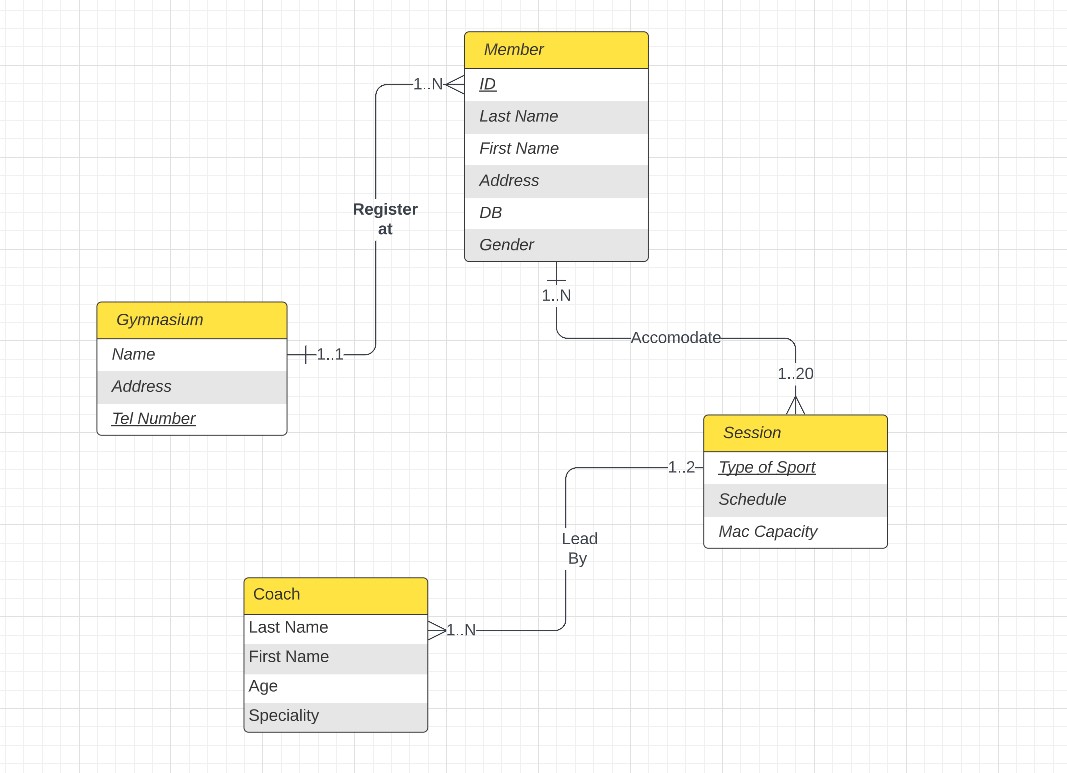 Member
ID
Last Name
First Name
Address
DB
Gender
1..N
Register
at
1..1
Gymnasium
Name
Address
Tel Number
1..N
Accomodate
1..20
Session
Type of Sport
Schedule
Mac Capacity
1..2
Lead
By
1..N
Coach
Last Name
First Name
Age
Speciality